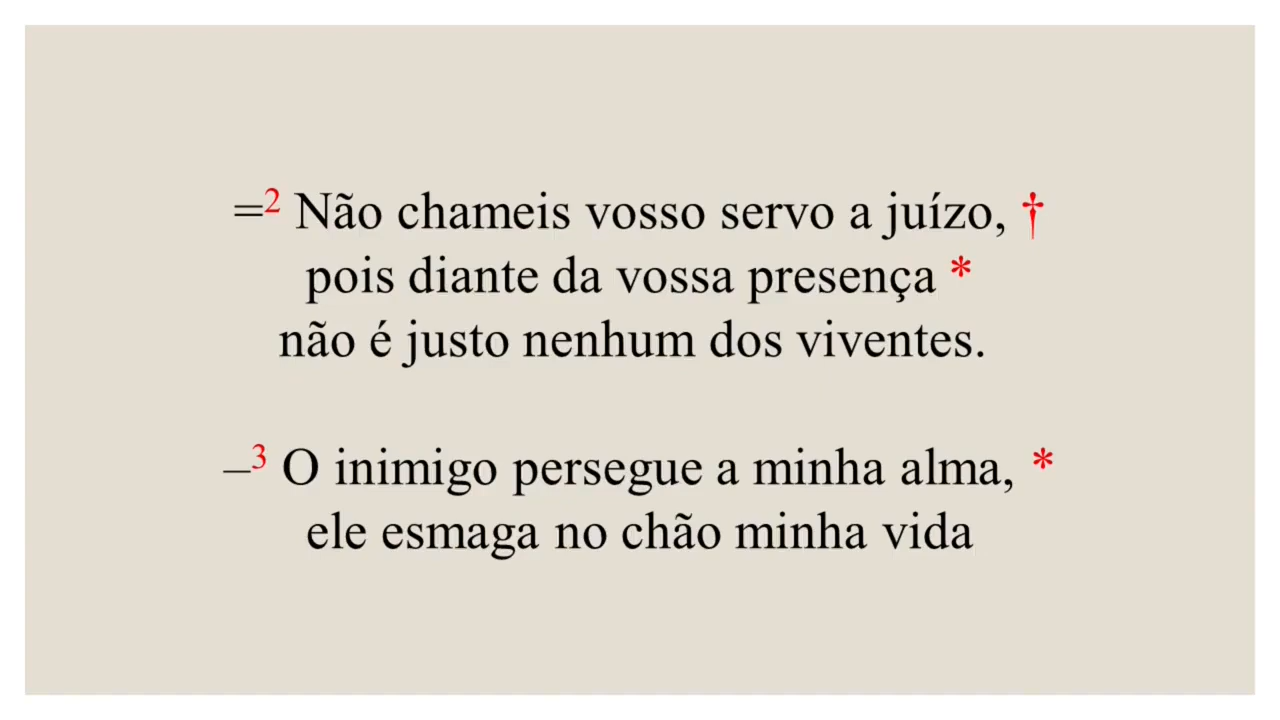 =² Não chameis vosso servo a juízo, †
pois diante da vossa presença *
não é justo nenhum dos viventes.
–³ O inimigo persegue a minha alma, *
ele esmaga no chão minha vida